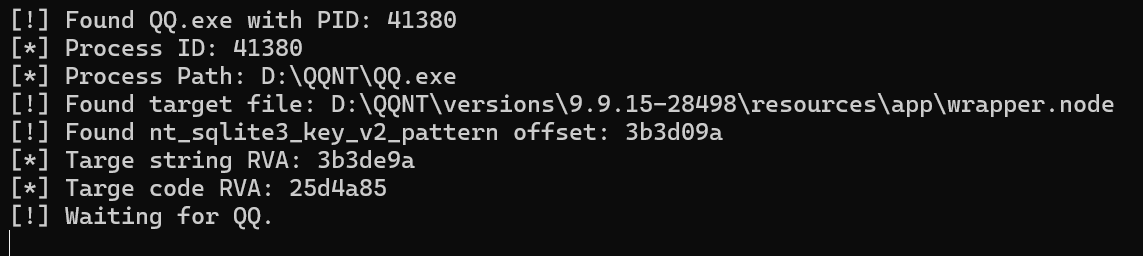 [!] Found QQ.exe with PID: 41380
[*] Process ID: 41380
[*] Process Path: D:\QQNT\QQ.exe
[!] Found target file: D:\QQNT\versions\9.9.15-28498\resources\app\wrapper.node
[!] Found nt_sqlite3_key_v2_pattern offset: 3b3d09a
[*] Targe string RVA: 3b3de9a
[*] Targe code RVA: 25d4a85
[!] Waiting for QQ.